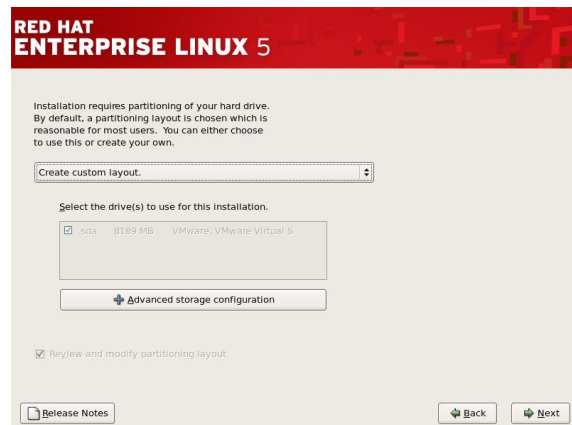 RED HAT
ENTERPRISE LINUX 5
Installation requires partitioning of your hard drive.
By default, a partitioning layout is chosen which is
reasonable for most users. You can either choose
to use this or create your own.
Create custom layout.
Select the drive(s) to use for this installation.
sda 8189 MB VMware, VMware Virtual S
Advanced storage configuration
Review and modify partitioning layout
Release Notes
Back
Next